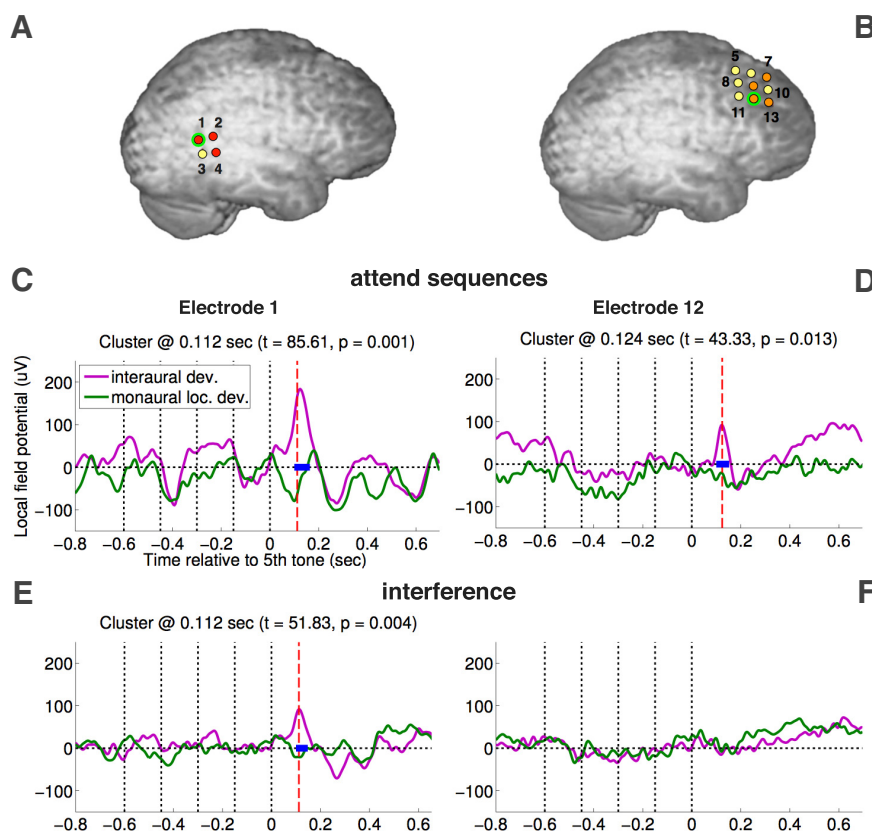 A
B
1 2
3 4
5
7
8
10
11
13
attend sequences
C
D
Electrode 1
Electrode 12
Cluster @ 0.112 sec (t = 85.61, p = 0.001)
Cluster @ 0.124 sec (t = 43.33, p = 0.013)
Local field potential (uV)
interaural dev.
monaural loc. dev.
200
100
0
−100
−0.8 −0.6 −0.4 −0.2 0 0.2 0.4 0.6
Time relative to 5th tone (sec)
200
100
0
−100
−0.8 −0.6 −0.4 −0.2 0 0.2 0.4 0.6
interference
E
F
Cluster @ 0.112 sec (t = 51.83, p = 0.004)
200
100
0
−100
−0.8 −0.6 −0.4 −0.2 0 0.2 0.4 0.6
200
100
0
−100
−0.8 −0.6 −0.4 −0.2 0 0.2 0.4 0.6